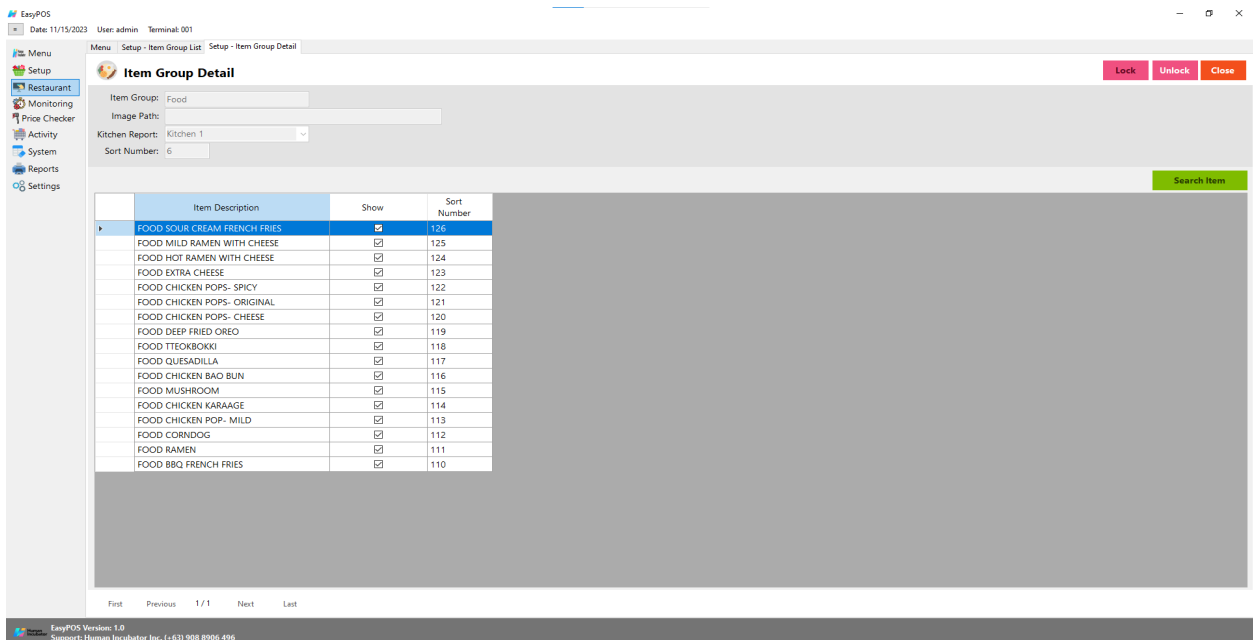 EasyPOS
Date: 11/15/2023 User: admin Terminal: 001
Menu
Setup
Restaurant
Monitoring
Price Checker
Activity
System
Reports
Settings
Menu Setup - Item Group List Setup - Item Group Detail
Item Group Detail
Lock Unlock Close
Item Group: Food
Image Path:
Kitchen Report: Kitchen 1
Sort Number: 6
Search Item
Item Description Show Sort Number
FOOD SOUR CREAM FRENCH FRIES 126
FOOD MILD RAMEN WITH CHEESE 125
FOOD HOT RAMEN WITH CHEESE 124
FOOD EXTRA CHEESE 123
FOOD CHICKEN POPS- SPICY 122
FOOD CHICKEN POPS- ORIGINAL 121
FOOD CHICKEN POPS- CHEESE 120
FOOD DEEP FRIED OREO 119
FOOD TTEOKBOKKI 118
FOOD QUESADILLA 117
FOOD CHICKEN BAO BUN 116
FOOD MUSHROOM 115
FOOD CHICKEN KARAAGE 114
FOOD CHICKEN POP- MILD 113
FOOD CORNDOG 112
FOOD RAMEN 111
FOOD BBQ FRENCH FRIES 110
First Previous 1 / 1 Next Last
Human Incubator
EasyPOS Version: 1.0
Support: Human Incubator Inc. (+63) 908 8906 496